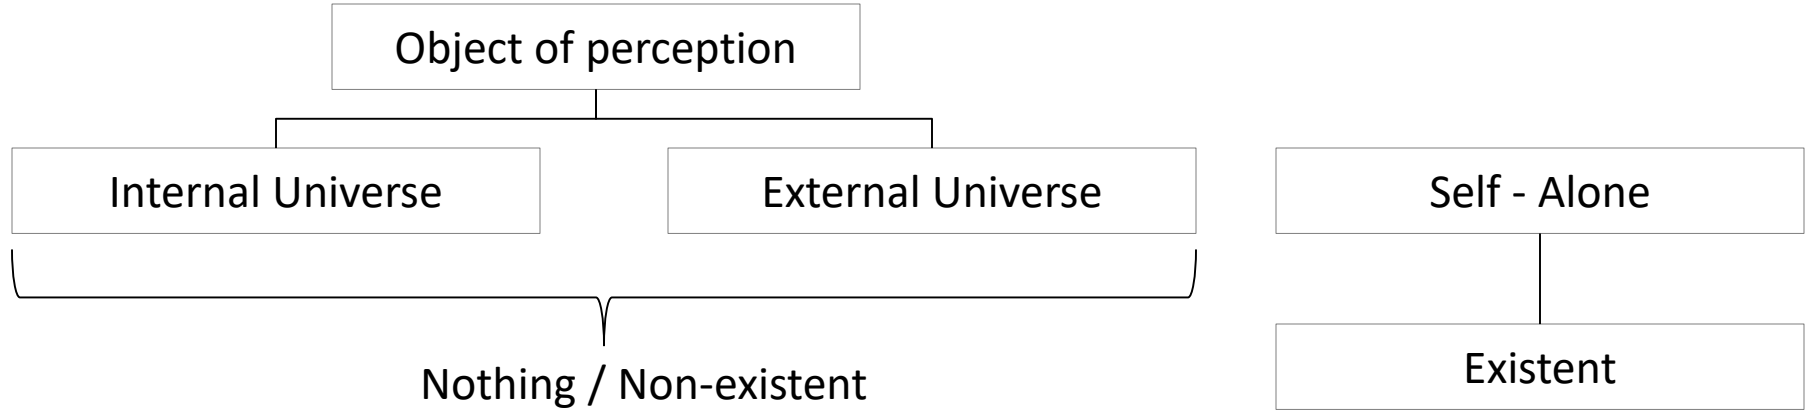 Object of perception
Internal Universe
External Universe
Self - Alone
Nothing / Non-existent
Existent